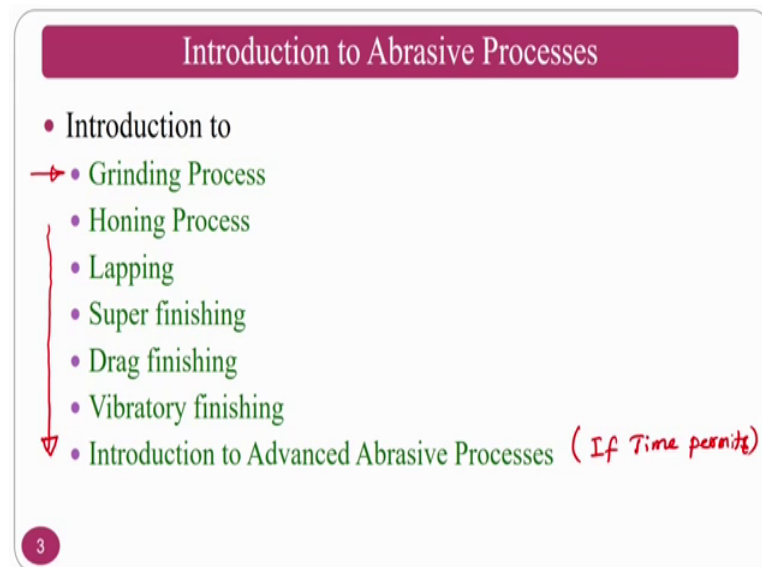 Introduction to Abrasive Processes
• Introduction to
• Grinding Process
• Honing Process
• Lapping
• Super finishing
• Drag finishing
• Vibratory finishing
• Introduction to Advanced Abrasive Processes (If Time permits)
3